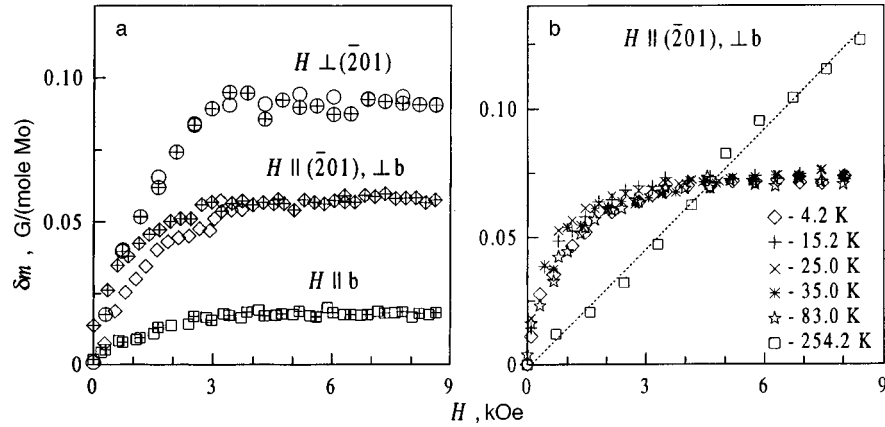 a
H ⊥ (2̄01)
H ∥ (2̄01), ⊥ b
H ∥ b
δm , G/(mole Mo)
0.10
0.05
0
0 3 6 9
b
H ∥ (2̄01), ⊥ b
◇ - 4.2 K
+ - 15.2 K
× - 25.0 K
✳ - 35.0 K
☆ - 83.0 K
□ - 254.2 K
0.10
0.05
0
0 3 6 9
H , kOe